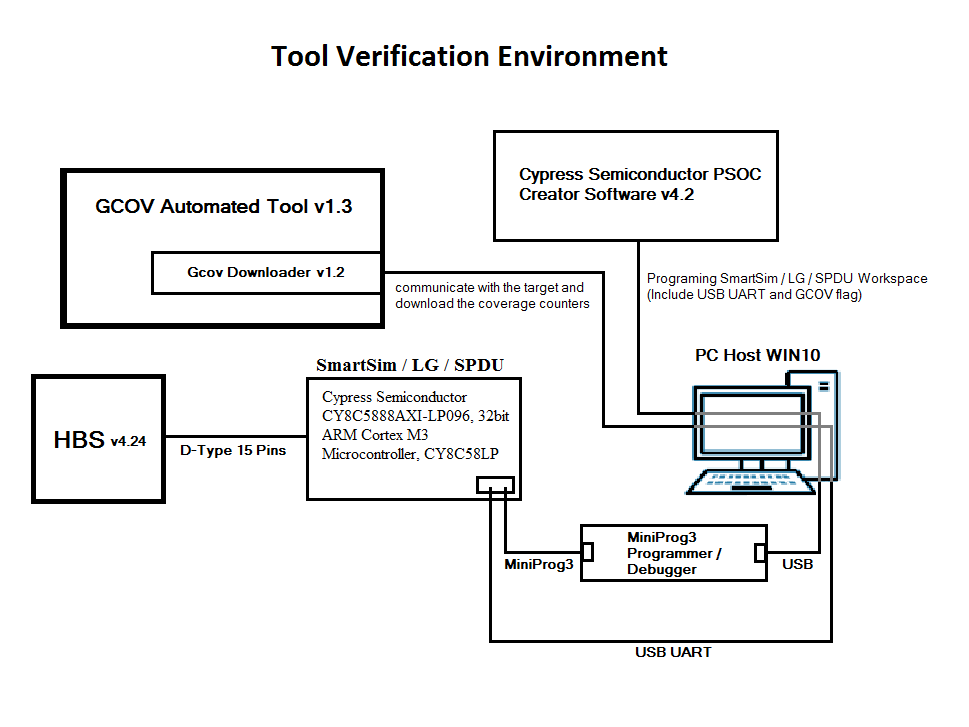 Tool Verification Environment
Cypress Semiconductor PSOC
Creator Software v4.2
GCOV Automated Tool v1.3
Gcov Downloader v1.2
communicate with the target and
download the coverage counters
Programing SmartSim / LG / SPDU Workspace
(Include USB UART and GCOV flag)
PC Host WIN10
SmartSim / LG / SPDU
Cypress Semiconductor
CY8C5888AXI-LP096, 32bit
ARM Cortex M3
Microcontroller, CY8C58LP
HBS v4.24
D-Type 15 Pins
MiniProg3
MiniProg3
Programmer /
Debugger
USB
USB UART